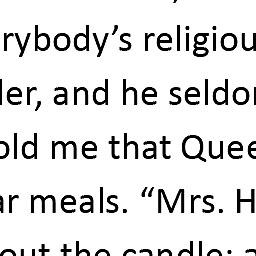 rybody’s religiou
ler, and he seldo
old me that Quee
ar meals. “Mrs. H
out the candle; a